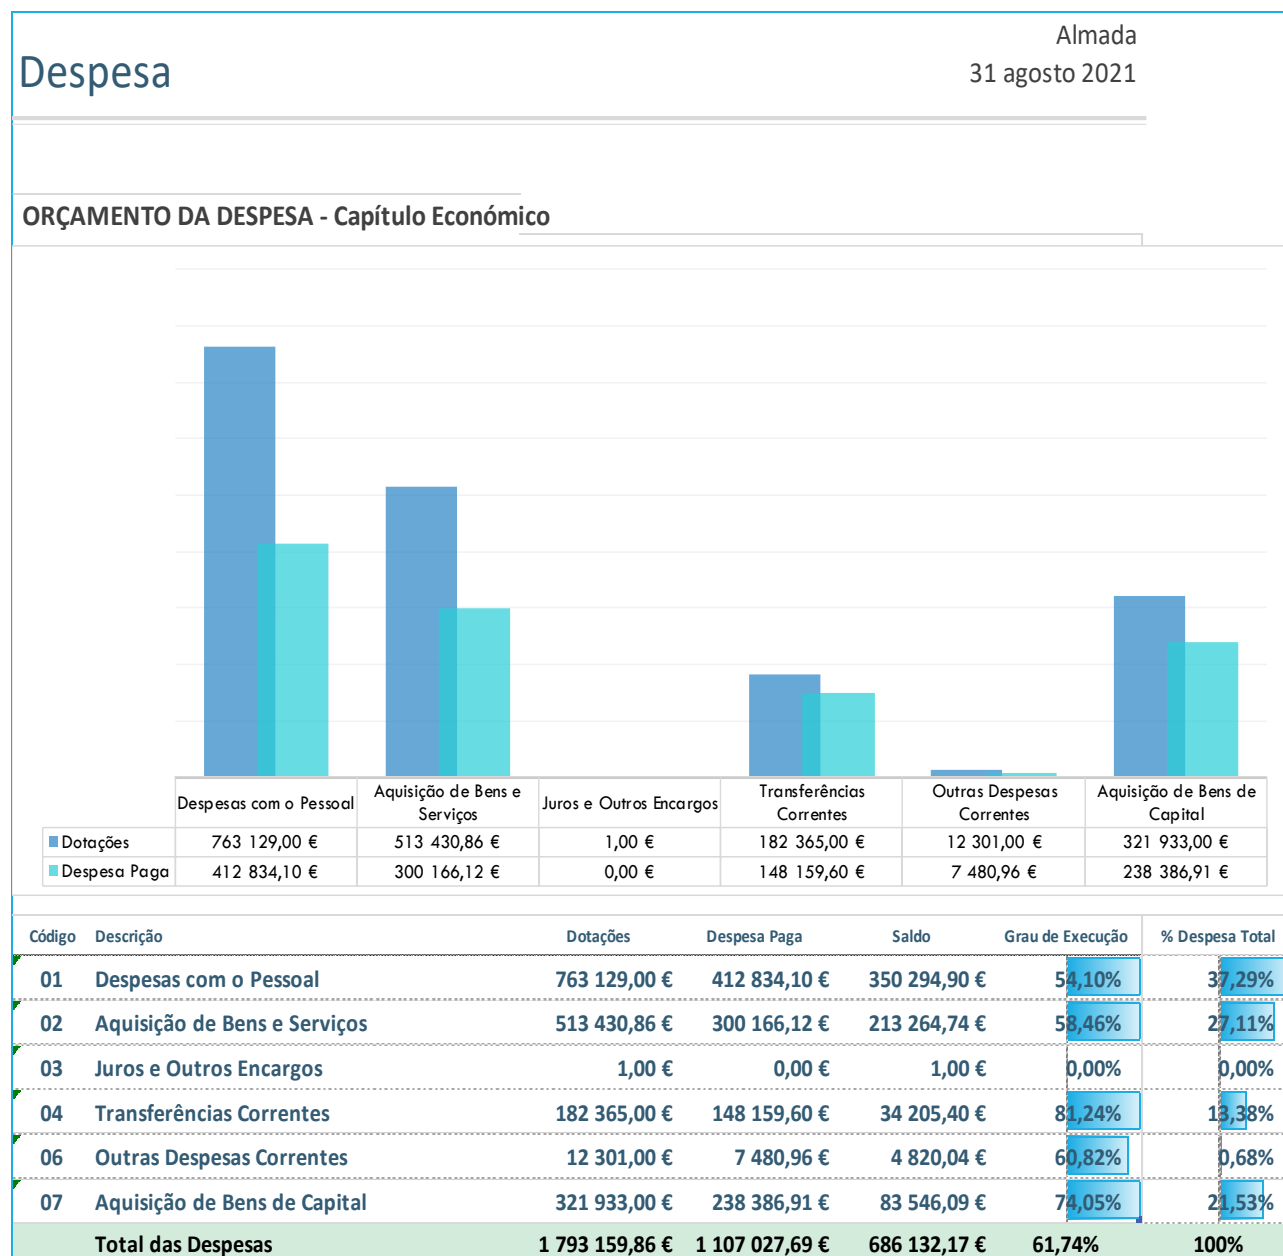 Almada
Despesa
31 agosto 2021
ORÇAMENTO DA DESPESA - Capítulo Económico
Despesas com o Pessoal Aquisição de Bens e Serviços Juros e Outros Encargos Transferências Correntes Outras Despesas Correntes Aquisição de Bens de Capital
Dotações 763 129,00 € 513 430,86 € 1,00 € 182 365,00 € 12 301,00 € 321 933,00 €
Despesa Paga 412 834,10 € 300 166,12 € 0,00 € 148 159,60 € 7 480,96 € 238 386,91 €
Código Descrição Dotações Despesa Paga Saldo Grau de Execução % Despesa Total
01 Despesas com o Pessoal 763 129,00 € 412 834,10 € 350 294,90 € 54,10% 37,29%
02 Aquisição de Bens e Serviços 513 430,86 € 300 166,12 € 213 264,74 € 58,46% 27,11%
03 Juros e Outros Encargos 1,00 € 0,00 € 1,00 € 0,00% 0,00%
04 Transferências Correntes 182 365,00 € 148 159,60 € 34 205,40 € 81,24% 13,38%
06 Outras Despesas Correntes 12 301,00 € 7 480,96 € 4 820,04 € 60,82% 0,68%
07 Aquisição de Bens de Capital 321 933,00 € 238 386,91 € 83 546,09 € 74,05% 21,53%
Total das Despesas 1 793 159,86 € 1 107 027,69 € 686 132,17 € 61,74% 100%